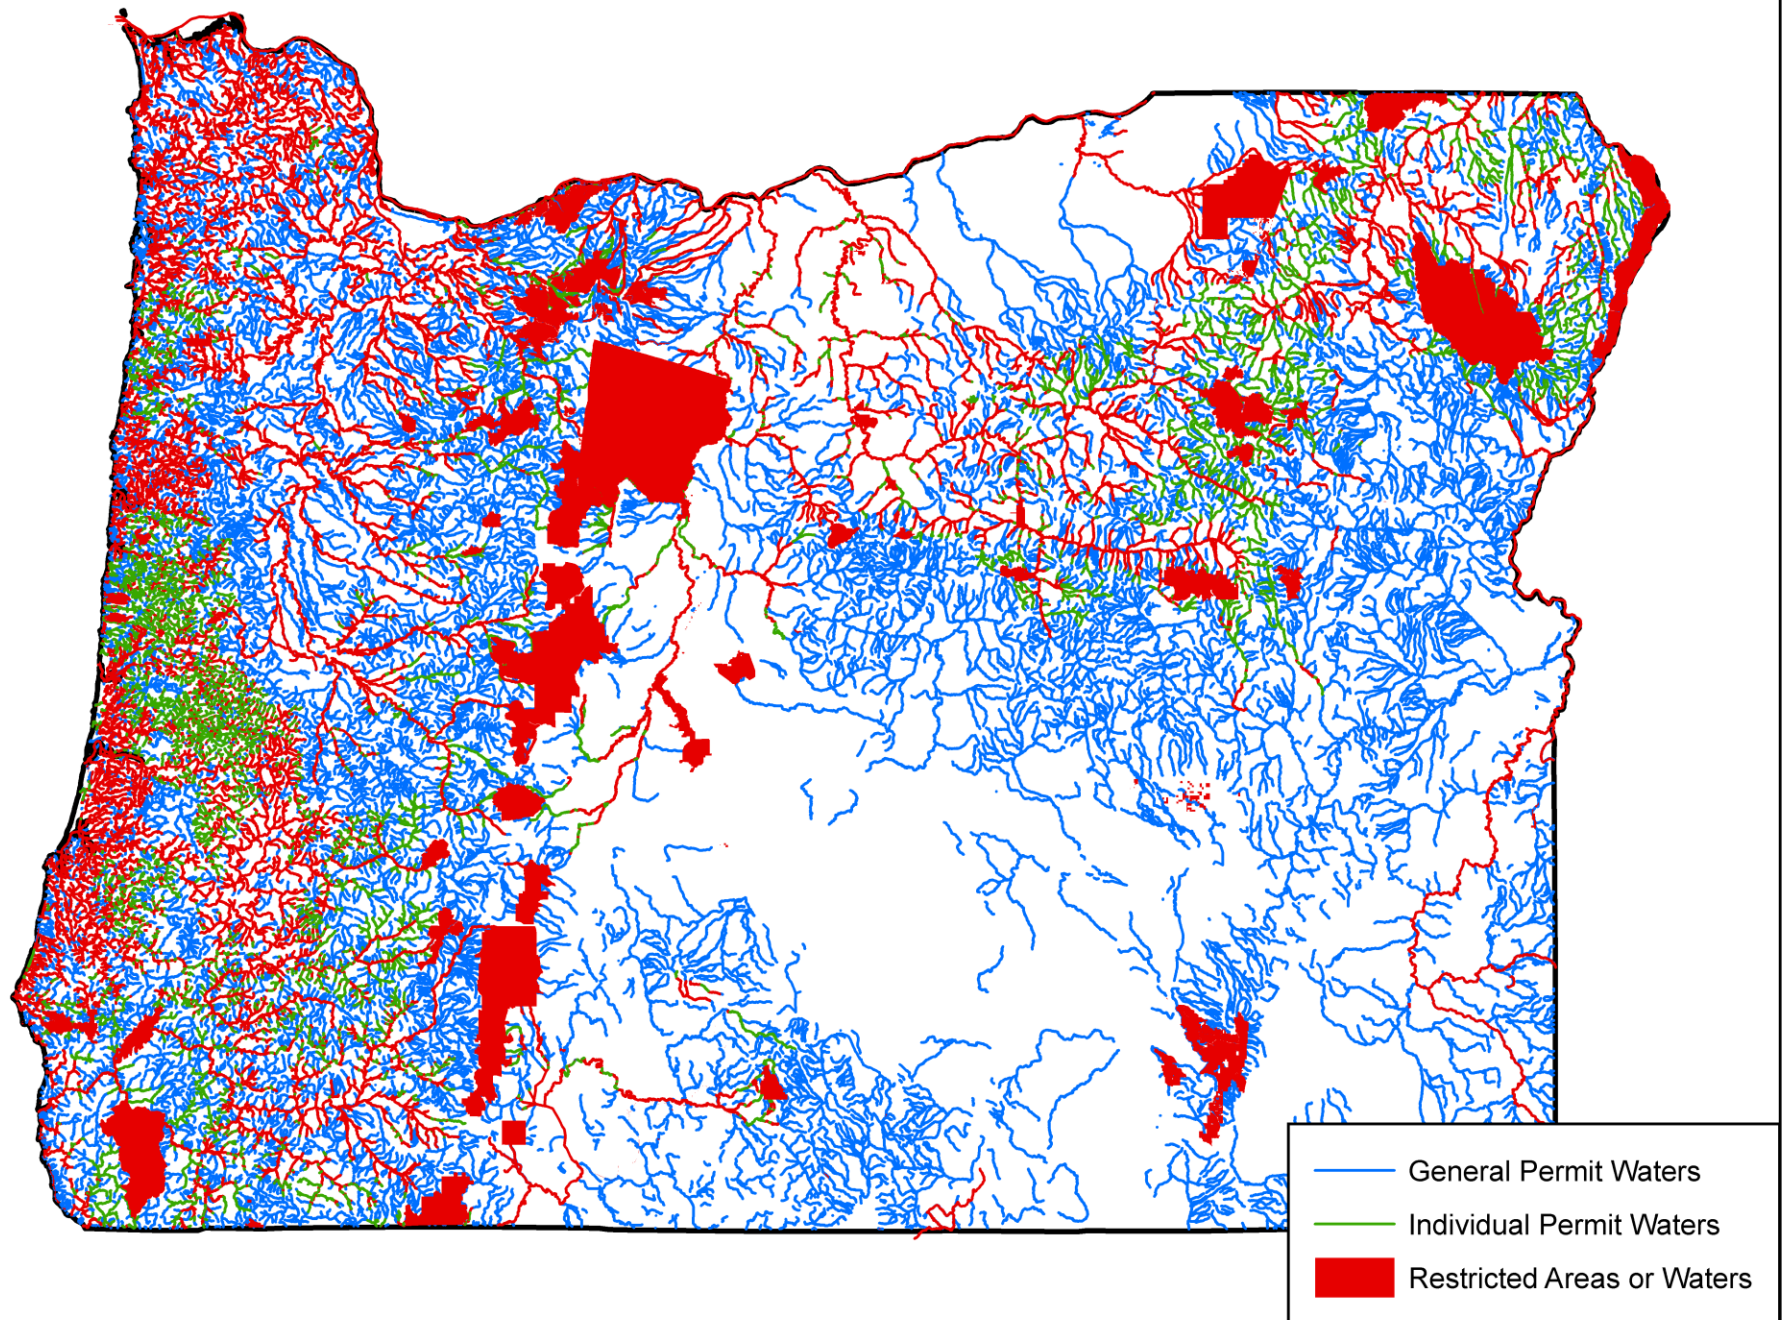 General Permit Waters
Individual Permit Waters
Restricted Areas or Waters